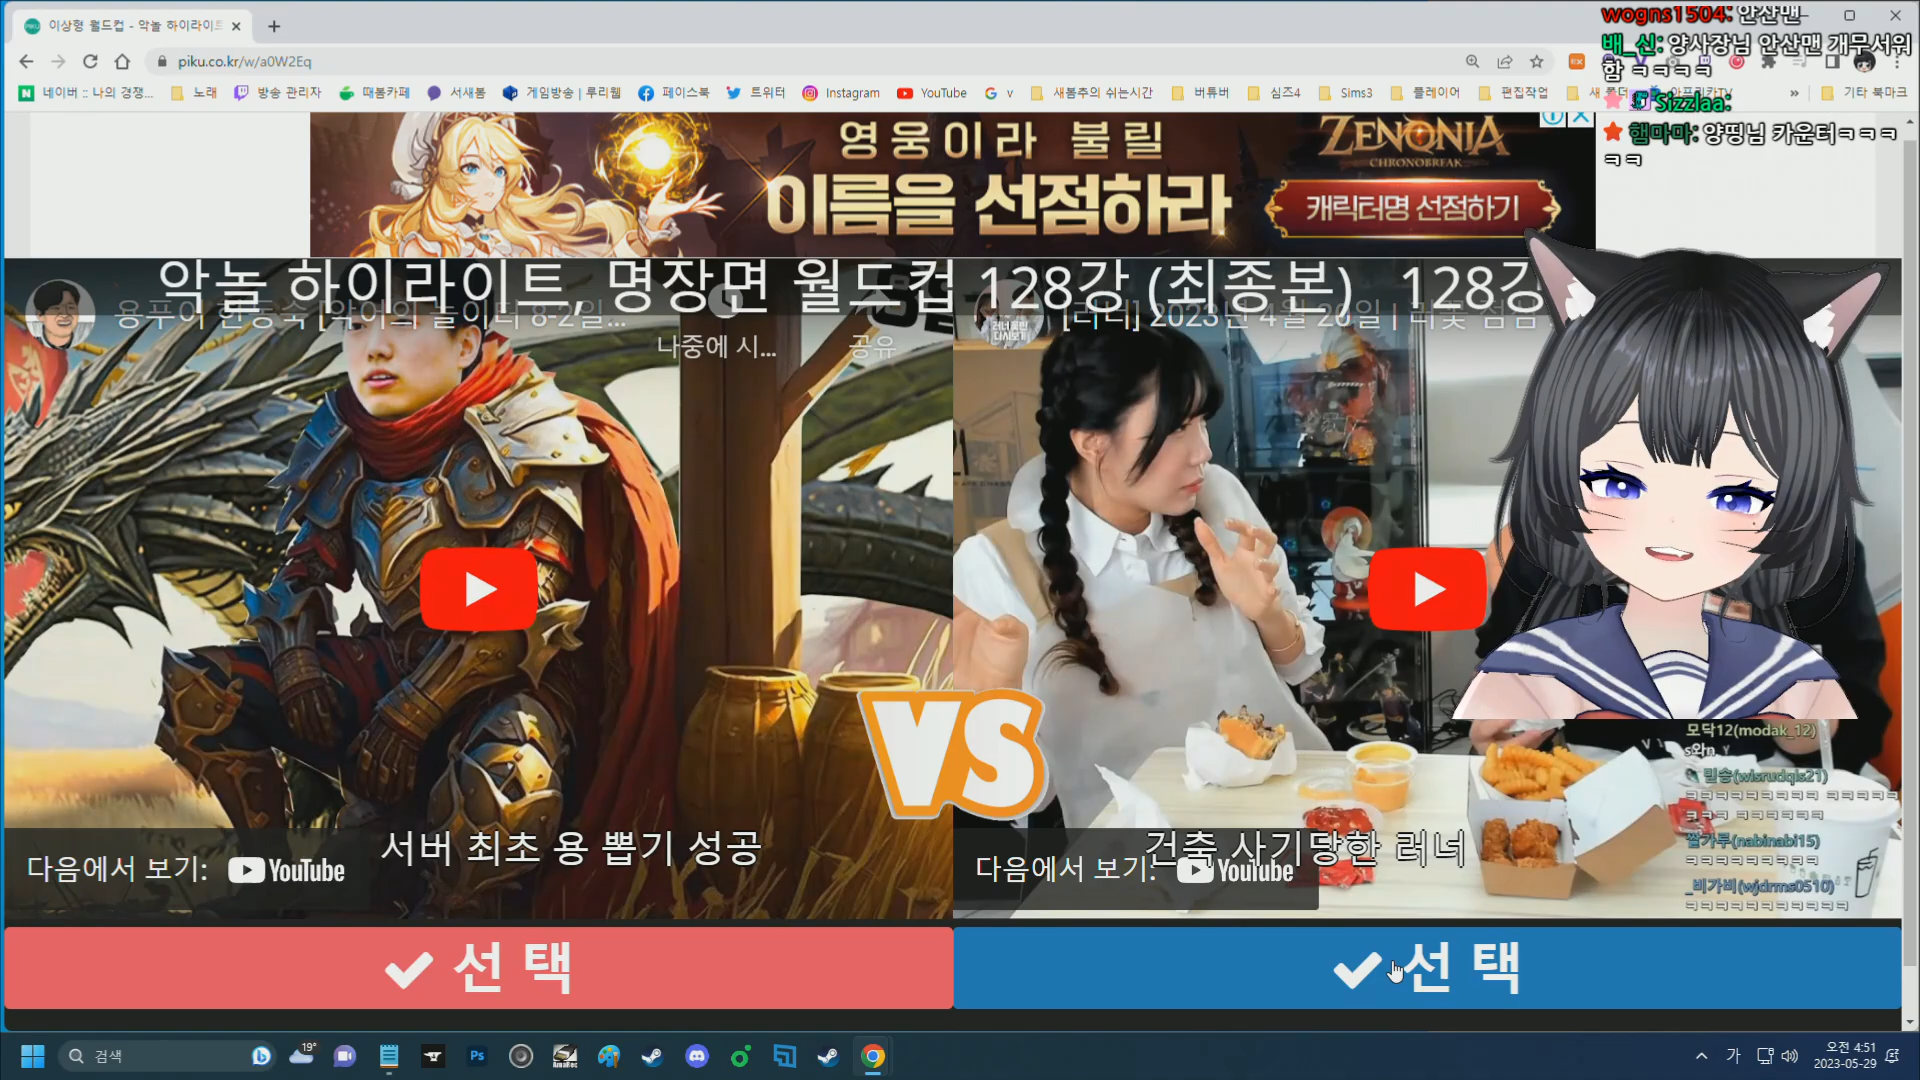 이상형 월드컵 - 악놀 하이라이트
wogns1504: 안산맨
배_신: 양사장님 안산맨 개무서워
함 ㅋㅋㅋㅋ
Sizzlaa:
햄마마: 양띵님 카운터ㅋㅋㅋ
ㅋㅋ
piku.co.kr/w/a0W2Eq
네이버 :: 나의 경쟁...
노래
방송 관리자
때봄카페
서새봄
게임방송 | 루리웹
페이스북
트위터
Instagram
YouTube
v
새봄추의 쉬는시간
버튜버
심즈4
Sims3
플레이어
편집작업
기타 북마크
영웅이라 불릴
이름을 선점하라
ZENONIA
CHRONOBREAK
캐릭터명 선점하기
악놀 하이라이트, 명장면 월드컵 128강 (최종본) 128강
나중에 시...
공유
VS
서버 최초 용 뽑기 성공
다음에서 보기: YouTube
건축 사기당한 러너
다음에서 보기: YouTube
모닥12(modak_12)
ㅋㅋㅋㅋㅋㅋㅋㅋㅋ ㅋㅋㅋㅋㅋ
ㅋㅋㅋ ㅋㅋㅋㅋㅋㅋ
쌀가루(nabinabi15)
ㅋㅋㅋㅋㅋㅋㅋㅋㅋ
_비가비(wjdrms0510)
ㅋㅋㅋㅋㅋㅋㅋㅋㅋㅋㅋ
선 택
선 택
검색
19°
Ps
가
오전 4:51
2023-05-29